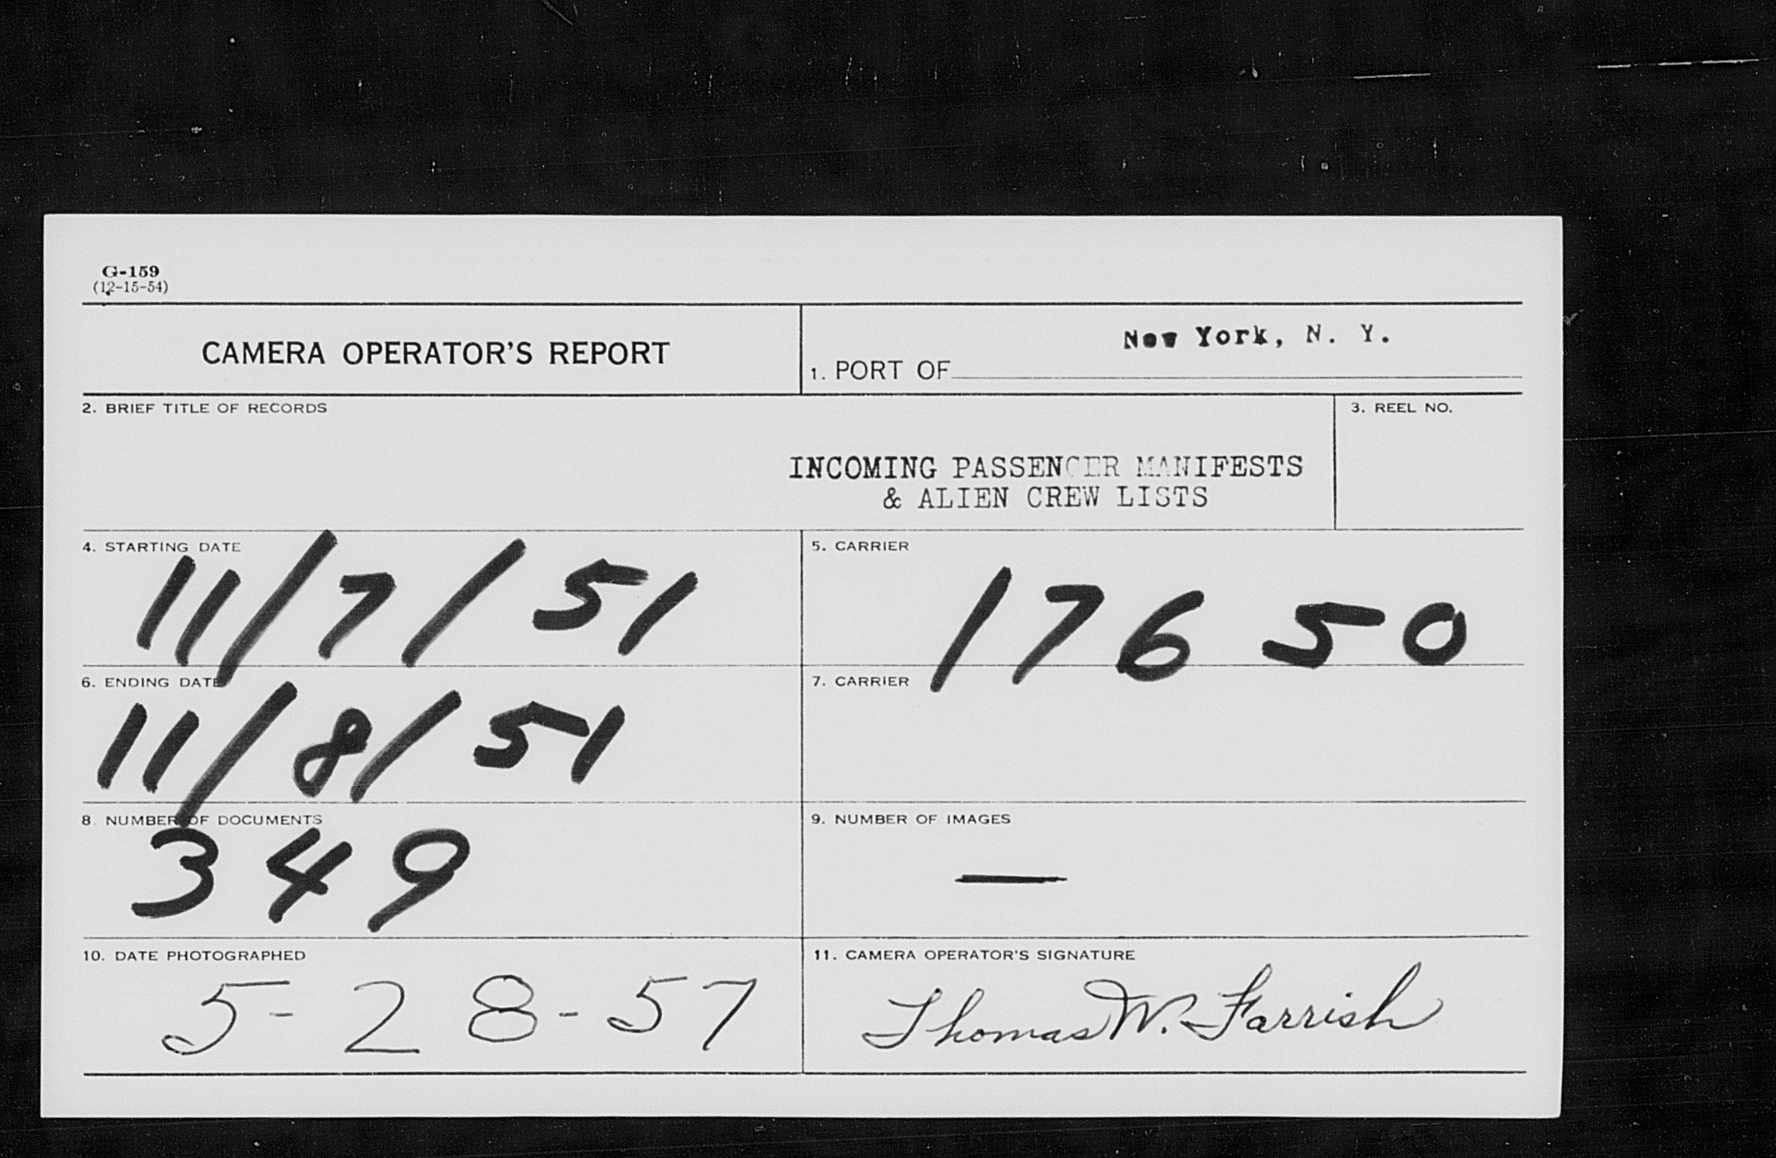 G-159
(12-15-54)
CAMERA OPERATOR'S REPORT
1. PORT OF New York, N. Y.
2. BRIEF TITLE OF RECORDS
INCOMING PASSENGER MANIFESTS
& ALIEN CREW LISTS
3. REEL NO.
4. STARTING DATE
11/7/51
5. CARRIER
17650
6. ENDING DATE
11/8/51
7. CARRIER
8. NUMBER OF DOCUMENTS
349
9. NUMBER OF IMAGES
—
10. DATE PHOTOGRAPHED
5-28-57
11. CAMERA OPERATOR'S SIGNATURE
Thomas W. Farrish